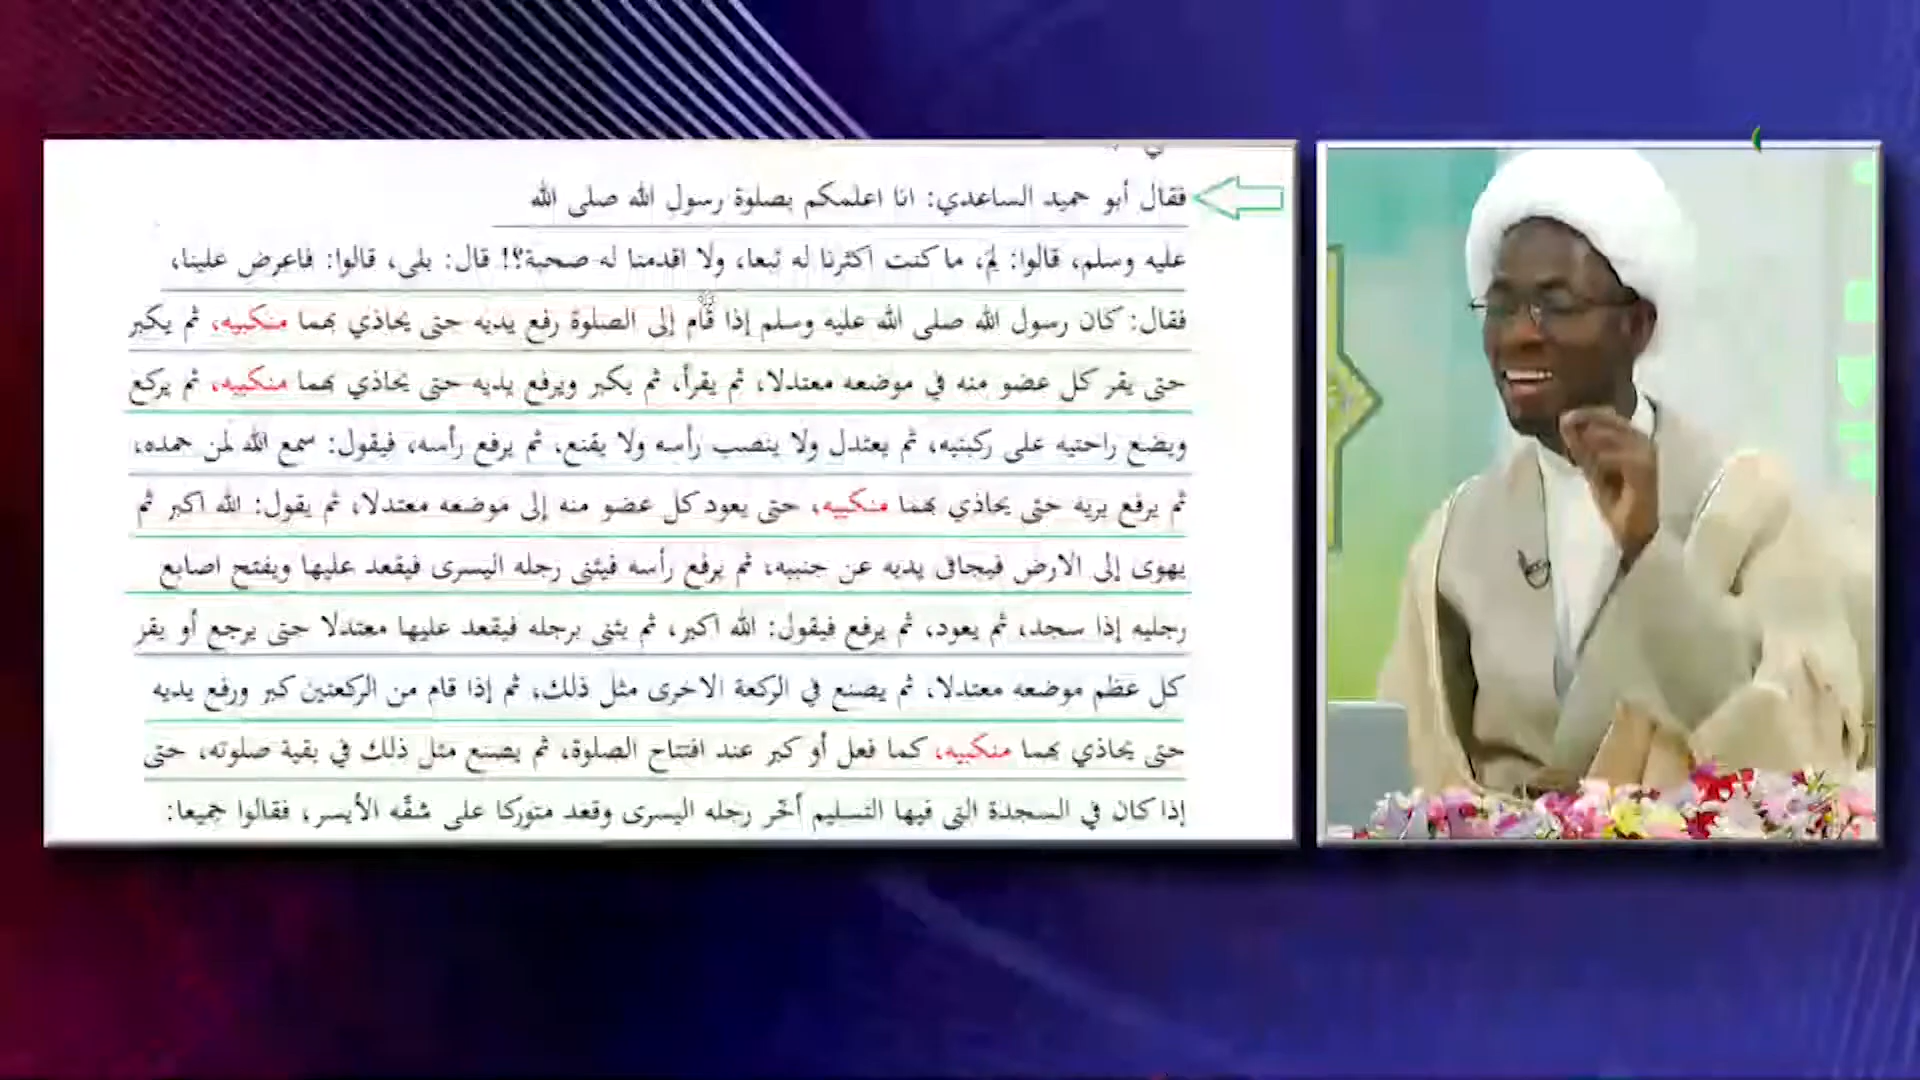 فقال أبو حميد الساعدي: انا اعلمكم بصلوة رسول الله صلى الله
عليه وسلم، قالوا: لِمَ، ما كنت اكثرنا له تبعا، ولا اقدمنا له صحبة؟! قال: بلى، قالوا: فاعرض علينا،
فقال: كان رسول الله صلى الله عليه وسلم إذا قام إلى الصلوة رفع يديه حتى يحاذي بهما منكبيه، ثم يكبر
حتى يقر كل عضو منه في موضعه معتدلا، ثم يقرأ، ثم يكبر ويرفع يديه حتى يحاذي بهما منكبيه، ثم يركع
ويضع راحتيه على ركبتيه، ثم يعتدل ولا ينصب رأسه ولا يقنع، ثم يرفع رأسه، فيقول: سمع الله لمن حمده،
ثم يرفع يريه حتى يحاذي بهما منكبيه، حتى يعود كل عضو منه إلى موضعه معتدلا، ثم يقول: الله اكبر ثم
يهوى إلى الارض فيجافى يديه عن جنبيه، ثم يرفع رأسه فيثنى رجله اليسرى فيقعد عليها ويفتح اصابع
رجليه إذا سجد، ثم يعود، ثم يرفع فيقول: الله اكبر، ثم يثنى برجله فيقعد عليها معتدلا حتى يرجع أو يقر
كل عظم موضعه معتدلا، ثم يصنع في الركعة الاخرى مثل ذلك، ثم إذا قام من الركعتين كبر ورفع يديه
حتى يحاذي بهما منكبيه، كما فعل أو كبر عند افتتاح الصلوة، ثم يصنع مثل ذلك في بقية صلوته، حتى
إذا كان في السجدة التى فيها التسليم أخّر رجله اليسرى وقعد متوركا على شقّه الأيسر، فقالوا جميعا: